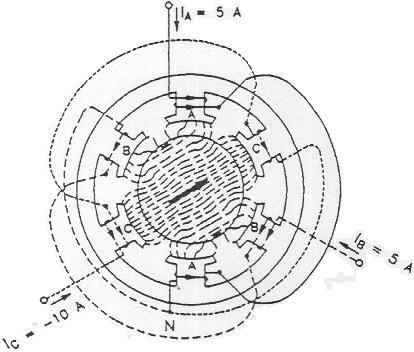 I_A = 5 A
A
B
C
C
B
A
I_B = 5 A
N
I_C = -10 A